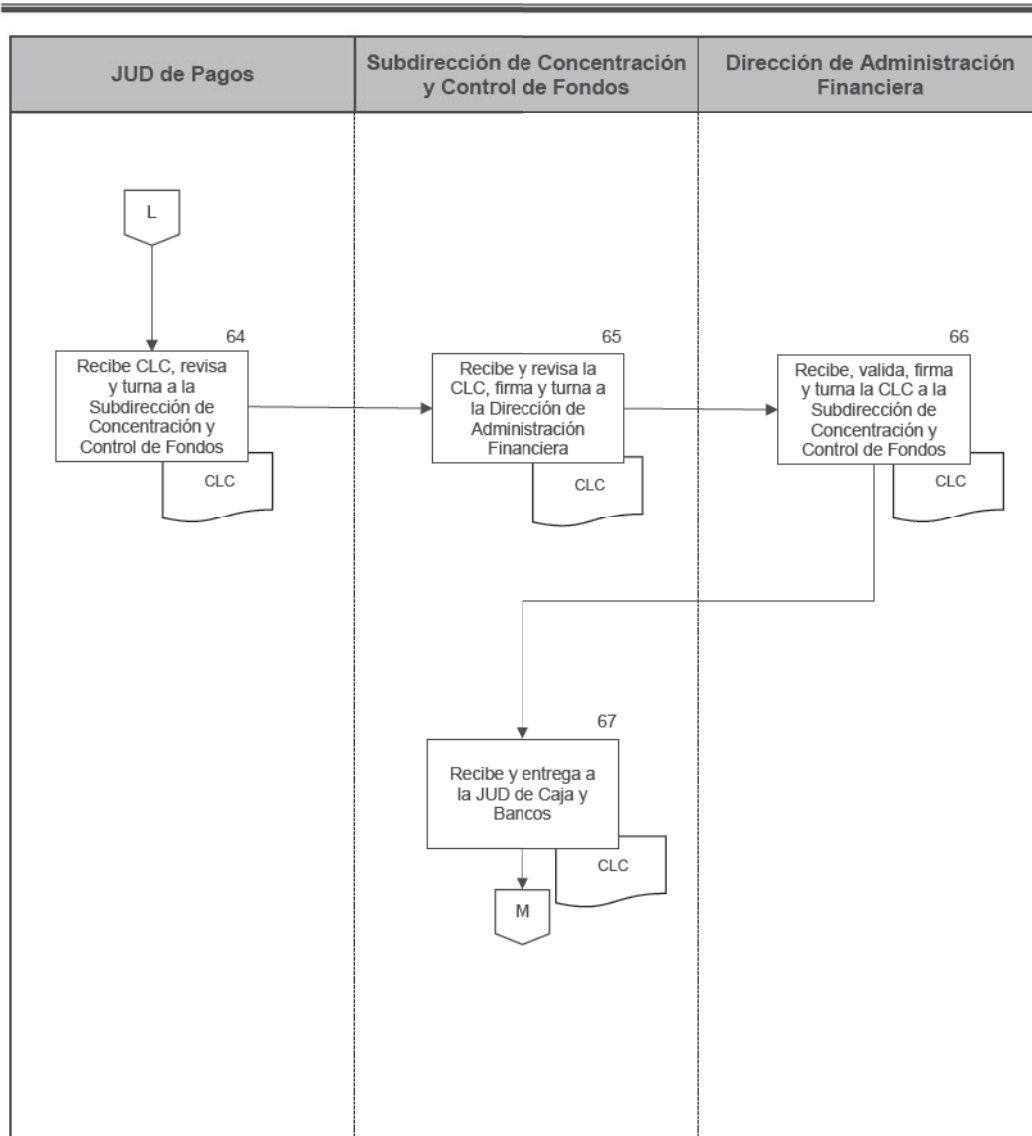 JUD de Pagos
Subdirección de Concentración
y Control de Fondos
Dirección de Administración
Financiera
L
64
Recibe CLC, revisa
y turna a la
Subdirección de
Concentración y
Control de Fondos
CLC
65
Recibe y revisa la
CLC, firma y turna a
la Dirección de
Administración
Financiera
CLC
66
Recibe, valida, firma
y turna la CLC a la
Subdirección de
Concentración y
Control de Fondos
CLC
67
Recibe y entrega a
la JUD de Caja y
Bancos
CLC
M